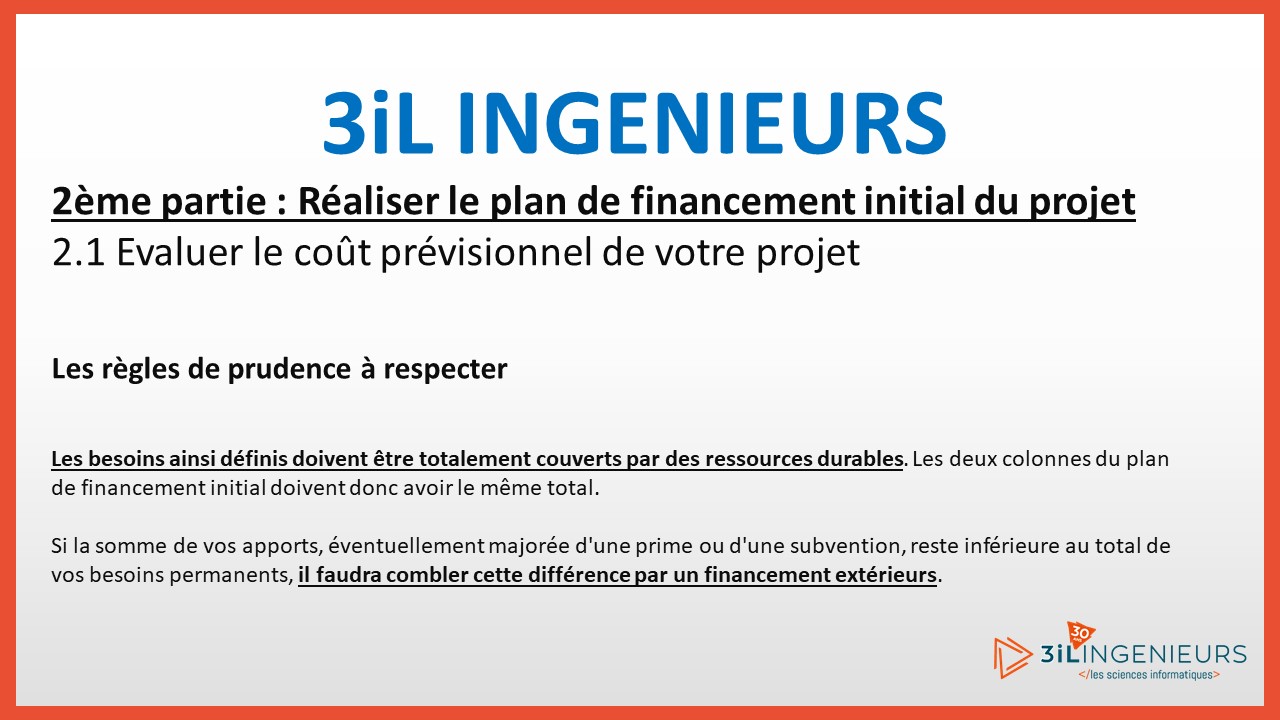 3iL INGENIEURS
2ème partie : Réaliser le plan de financement initial du projet
2.1 Evaluer le coût prévisionnel de votre projet
Les règles de prudence à respecter
Les besoins ainsi définis doivent être totalement couverts par des ressources durables. Les deux colonnes du plan
de financement initial doivent donc avoir le même total.
Si la somme de vos apports, éventuellement majorée d'une prime ou d'une subvention, reste inférieure au total de
vos besoins permanents, il faudra combler cette différence par un financement extérieurs.
30
3iLINGENIEURS
</les sciences informatiques>